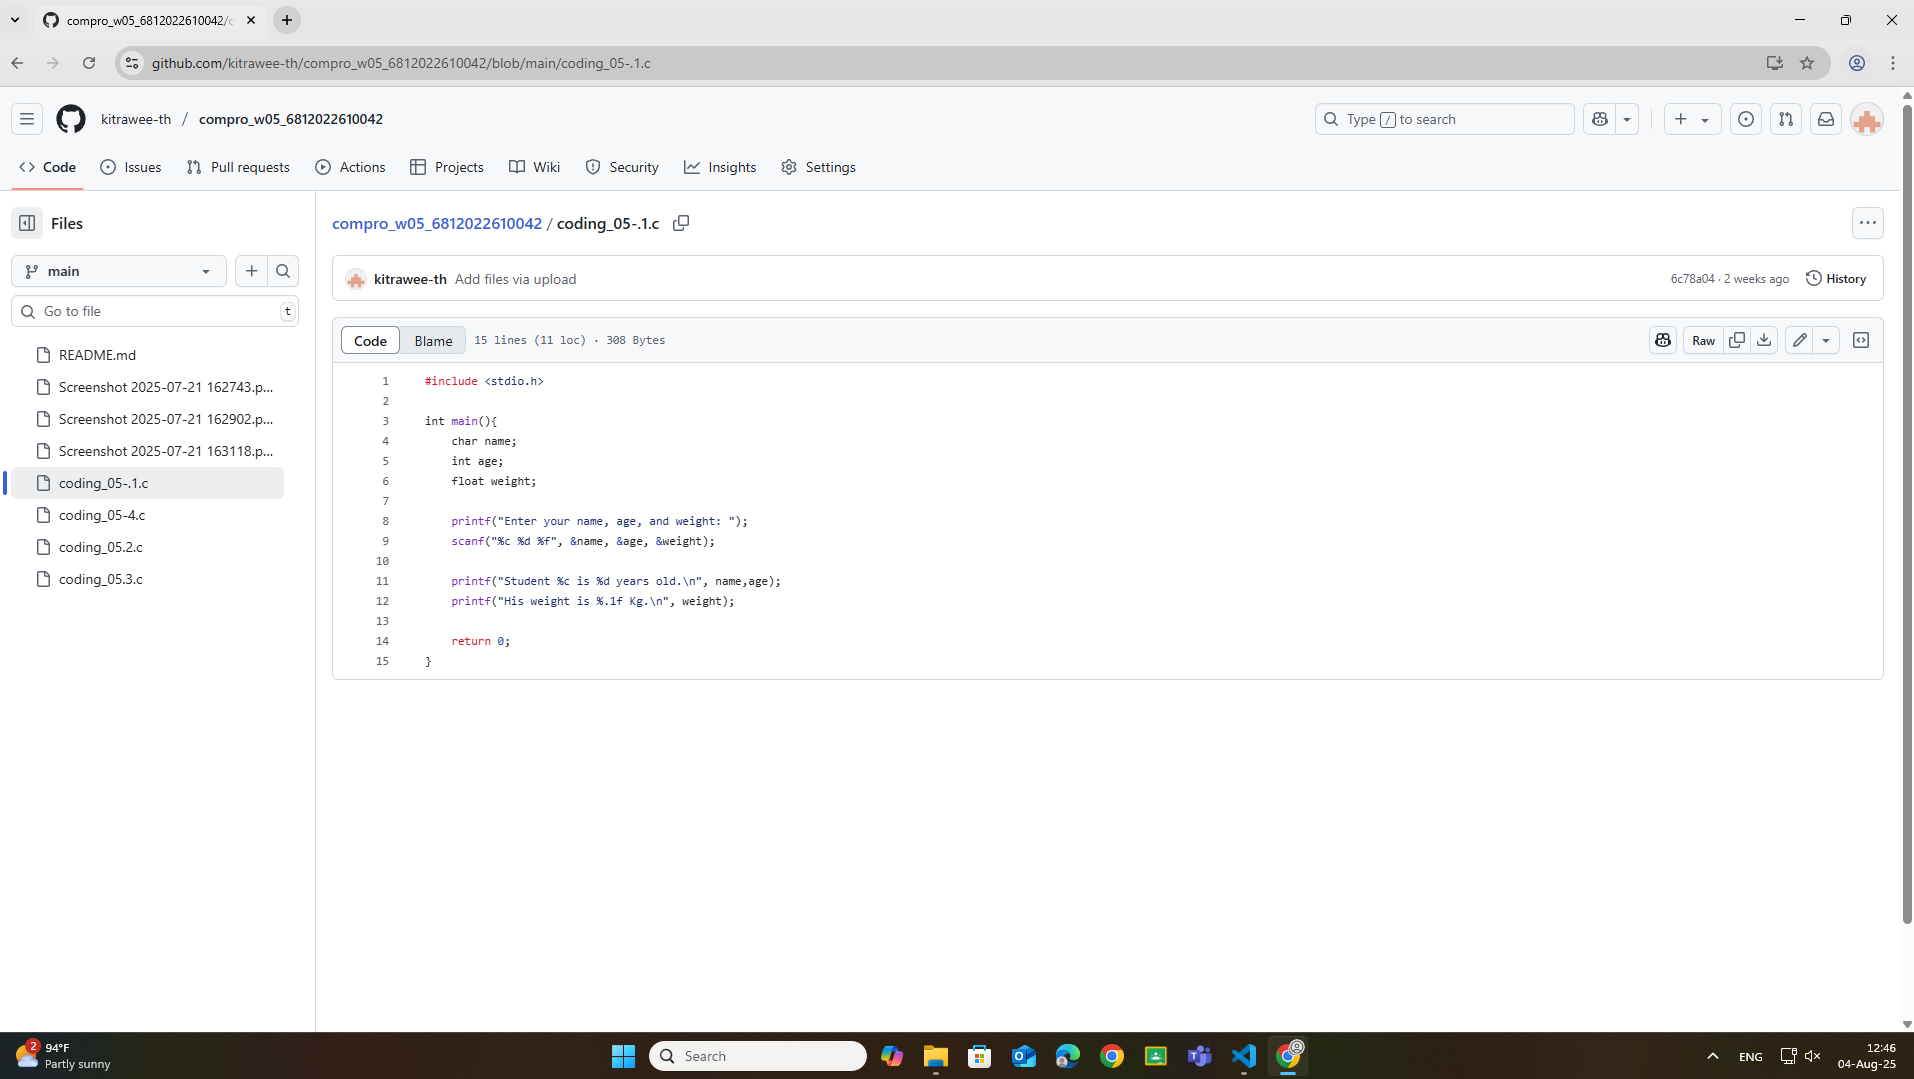 compro_w05_6812022610042/c
github.com/kitrawee-th/compro_w05_6812022610042/blob/main/coding_05-.1.c
kitrawee-th / compro_w05_6812022610042
Type / to search
Code
Issues
Pull requests
Actions
Projects
Wiki
Security
Insights
Settings
Files
main
Go to file
t
README.md
Screenshot 2025-07-21 162743.p...
Screenshot 2025-07-21 162902.p...
Screenshot 2025-07-21 163118.p...
coding_05-.1.c
coding_05-4.c
coding_05.2.c
coding_05.3.c
compro_w05_6812022610042 / coding_05-.1.c
kitrawee-th Add files via upload
6c78a04 · 2 weeks ago
History
Code
Blame
15 lines (11 loc) · 308 Bytes
Raw
1 #include <stdio.h>
2
3 int main(){
4     char name;
5     int age;
6     float weight;
7
8     printf("Enter your name, age, and weight: ");
9     scanf("%c %d %f", &name, &age, &weight);
10
11     printf("Student %c is %d years old.\n", name,age);
12     printf("His weight is %.1f Kg.\n", weight);
13
14     return 0;
15 }
2
94°F
Partly sunny
Search
ENG
12:46
04-Aug-25